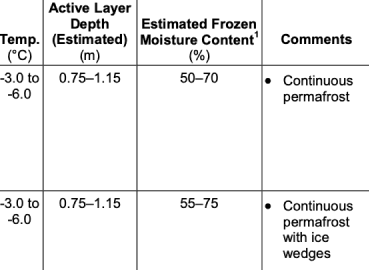 Temp.
(°C)
Active Layer
Depth
(Estimated)
(m)
Estimated Frozen
Moisture Content¹
(%)
Comments
-3.0 to
-6.0
0.75–1.15
50–70
● Continuous
permafrost
-3.0 to
-6.0
0.75–1.15
55–75
● Continuous
permafrost
with ice
wedges